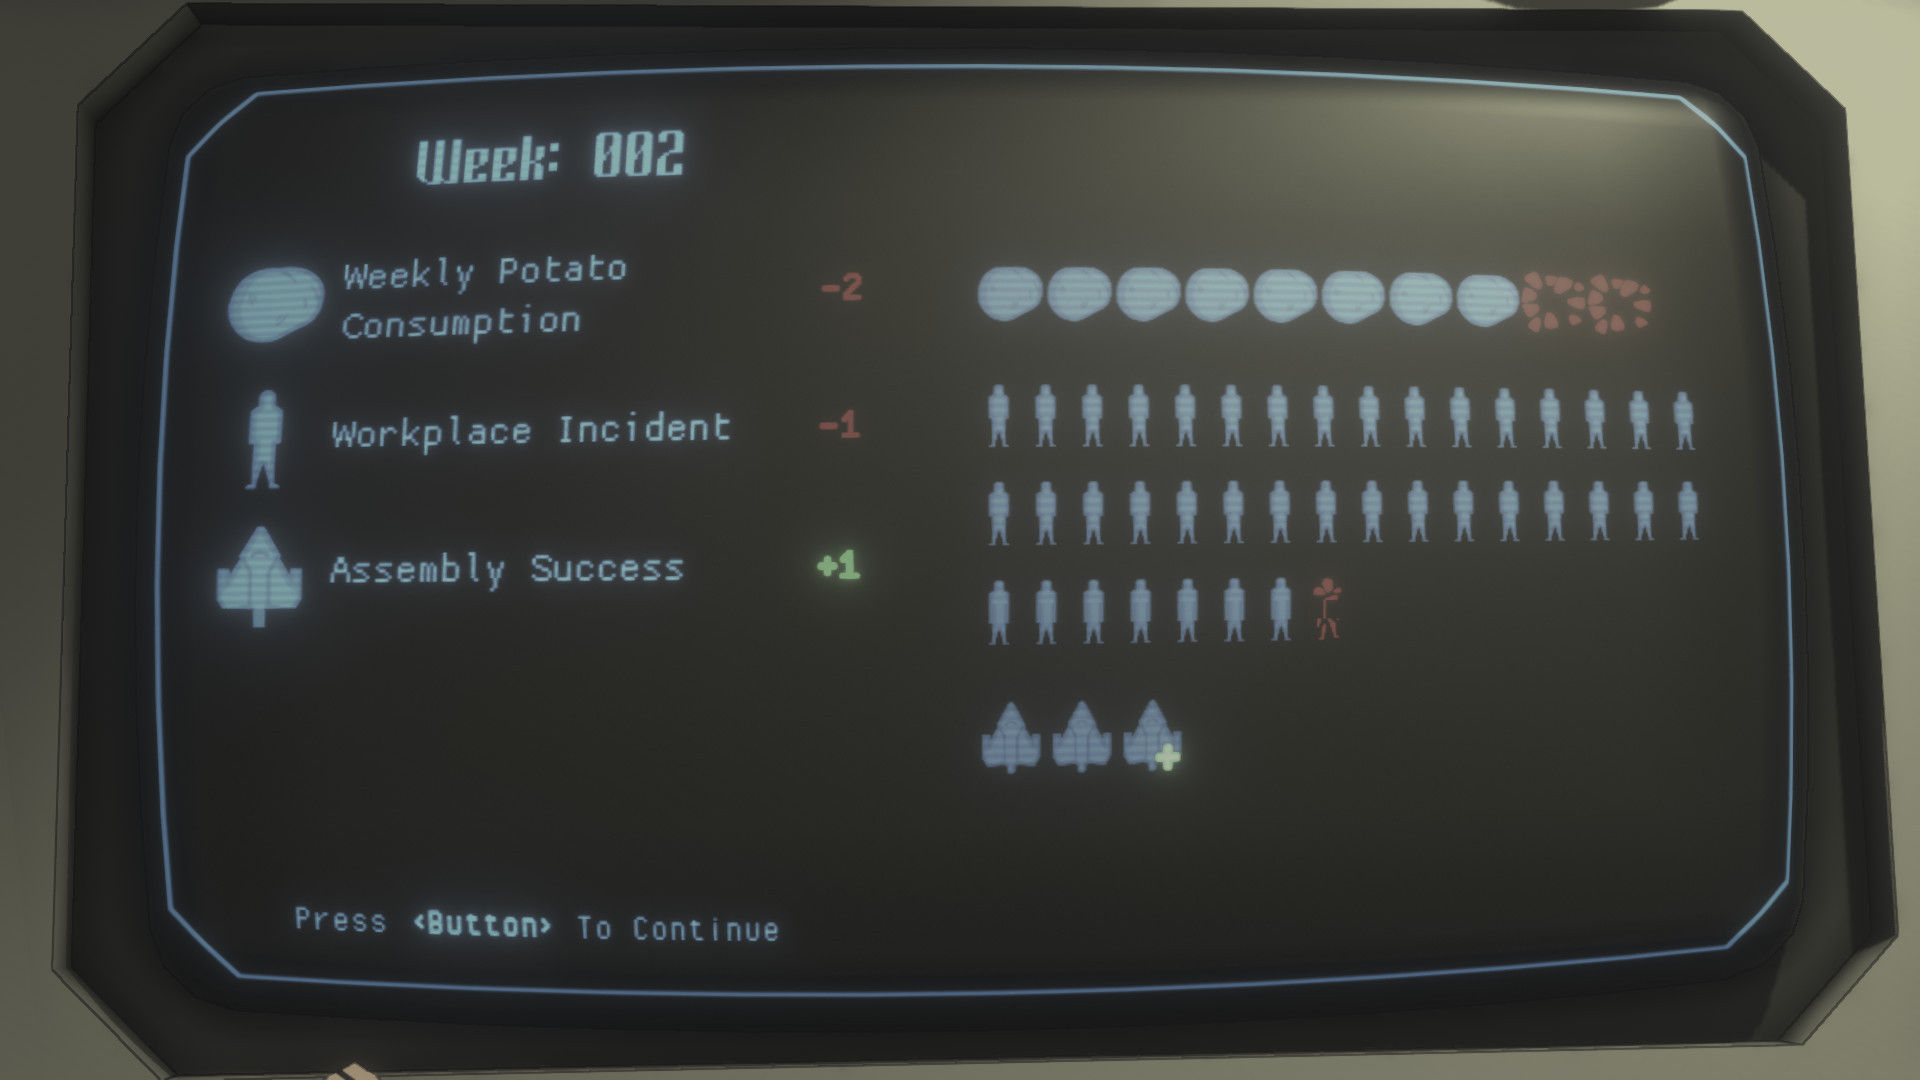 Week: 002
Weekly Potato
Consumption
-2
Workplace Incident
-1
Assembly Success
+1
Press <Button> To Continue